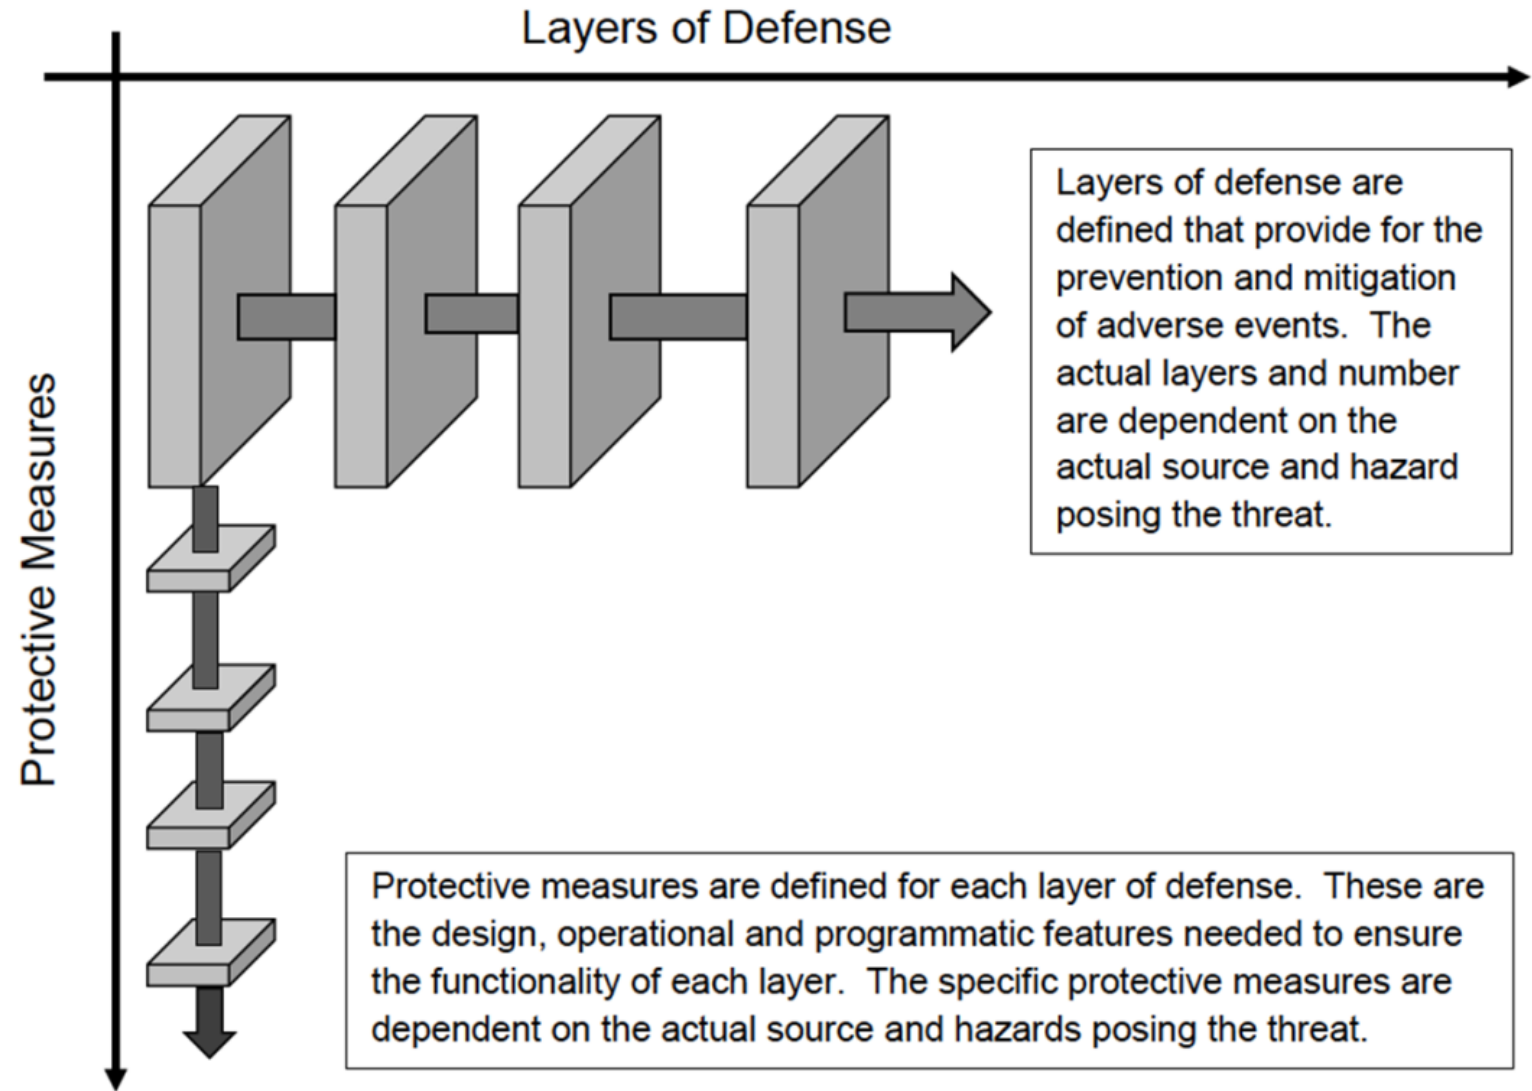 Layers of Defense
Protective Measures
Layers of defense are
defined that provide for the
prevention and mitigation
of adverse events.  The
actual layers and number
are dependent on the
actual source and hazard
posing the threat.
Protective measures are defined for each layer of defense.  These are
the design, operational and programmatic features needed to ensure
the functionality of each layer.  The specific protective measures are
dependent on the actual source and hazards posing the threat.